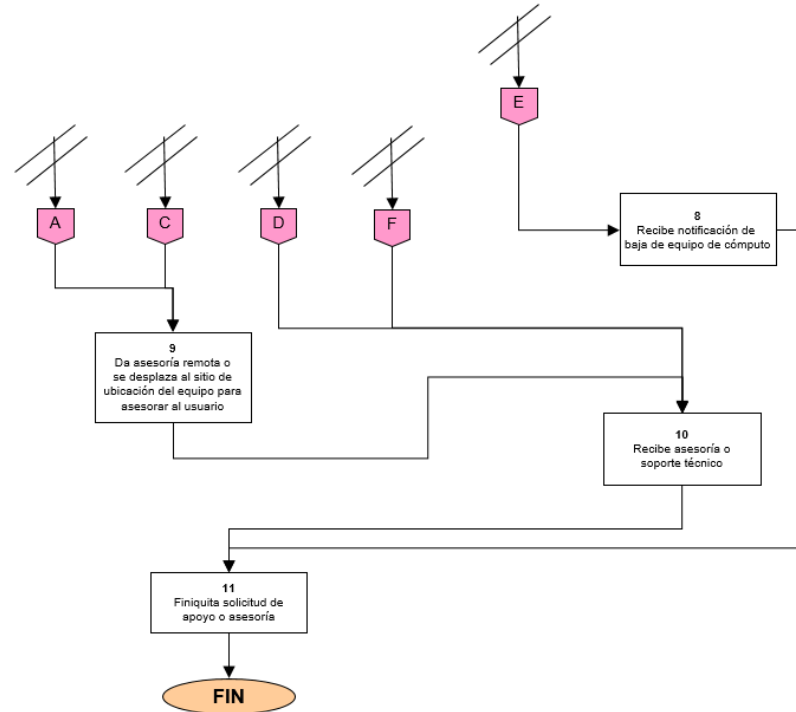 E
A
C
D
F
8
Recibe notificación de
baja de equipo de cómputo
9
Da asesoría remota o
se desplaza al sitio de
ubicación del equipo para
asesorar al usuario
10
Recibe asesoría o
soporte técnico
11
Finiquita solicitud de
apoyo o asesoría
FIN